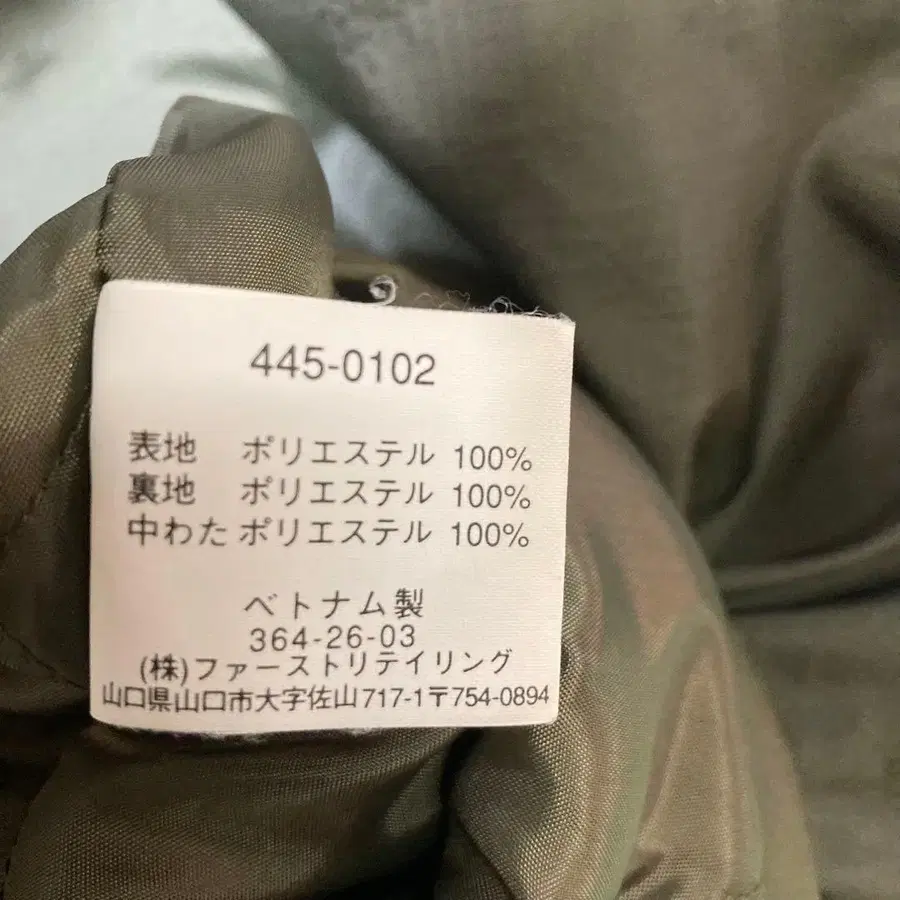 445-0102
表地 ポリエステル 100%
裏地 ポリエステル 100%
中わた ポリエステル 100%
ベトナム製
364-26-03
(株)ファーストリテイリング
山口県山口市大字佐山717-1〒754-0894